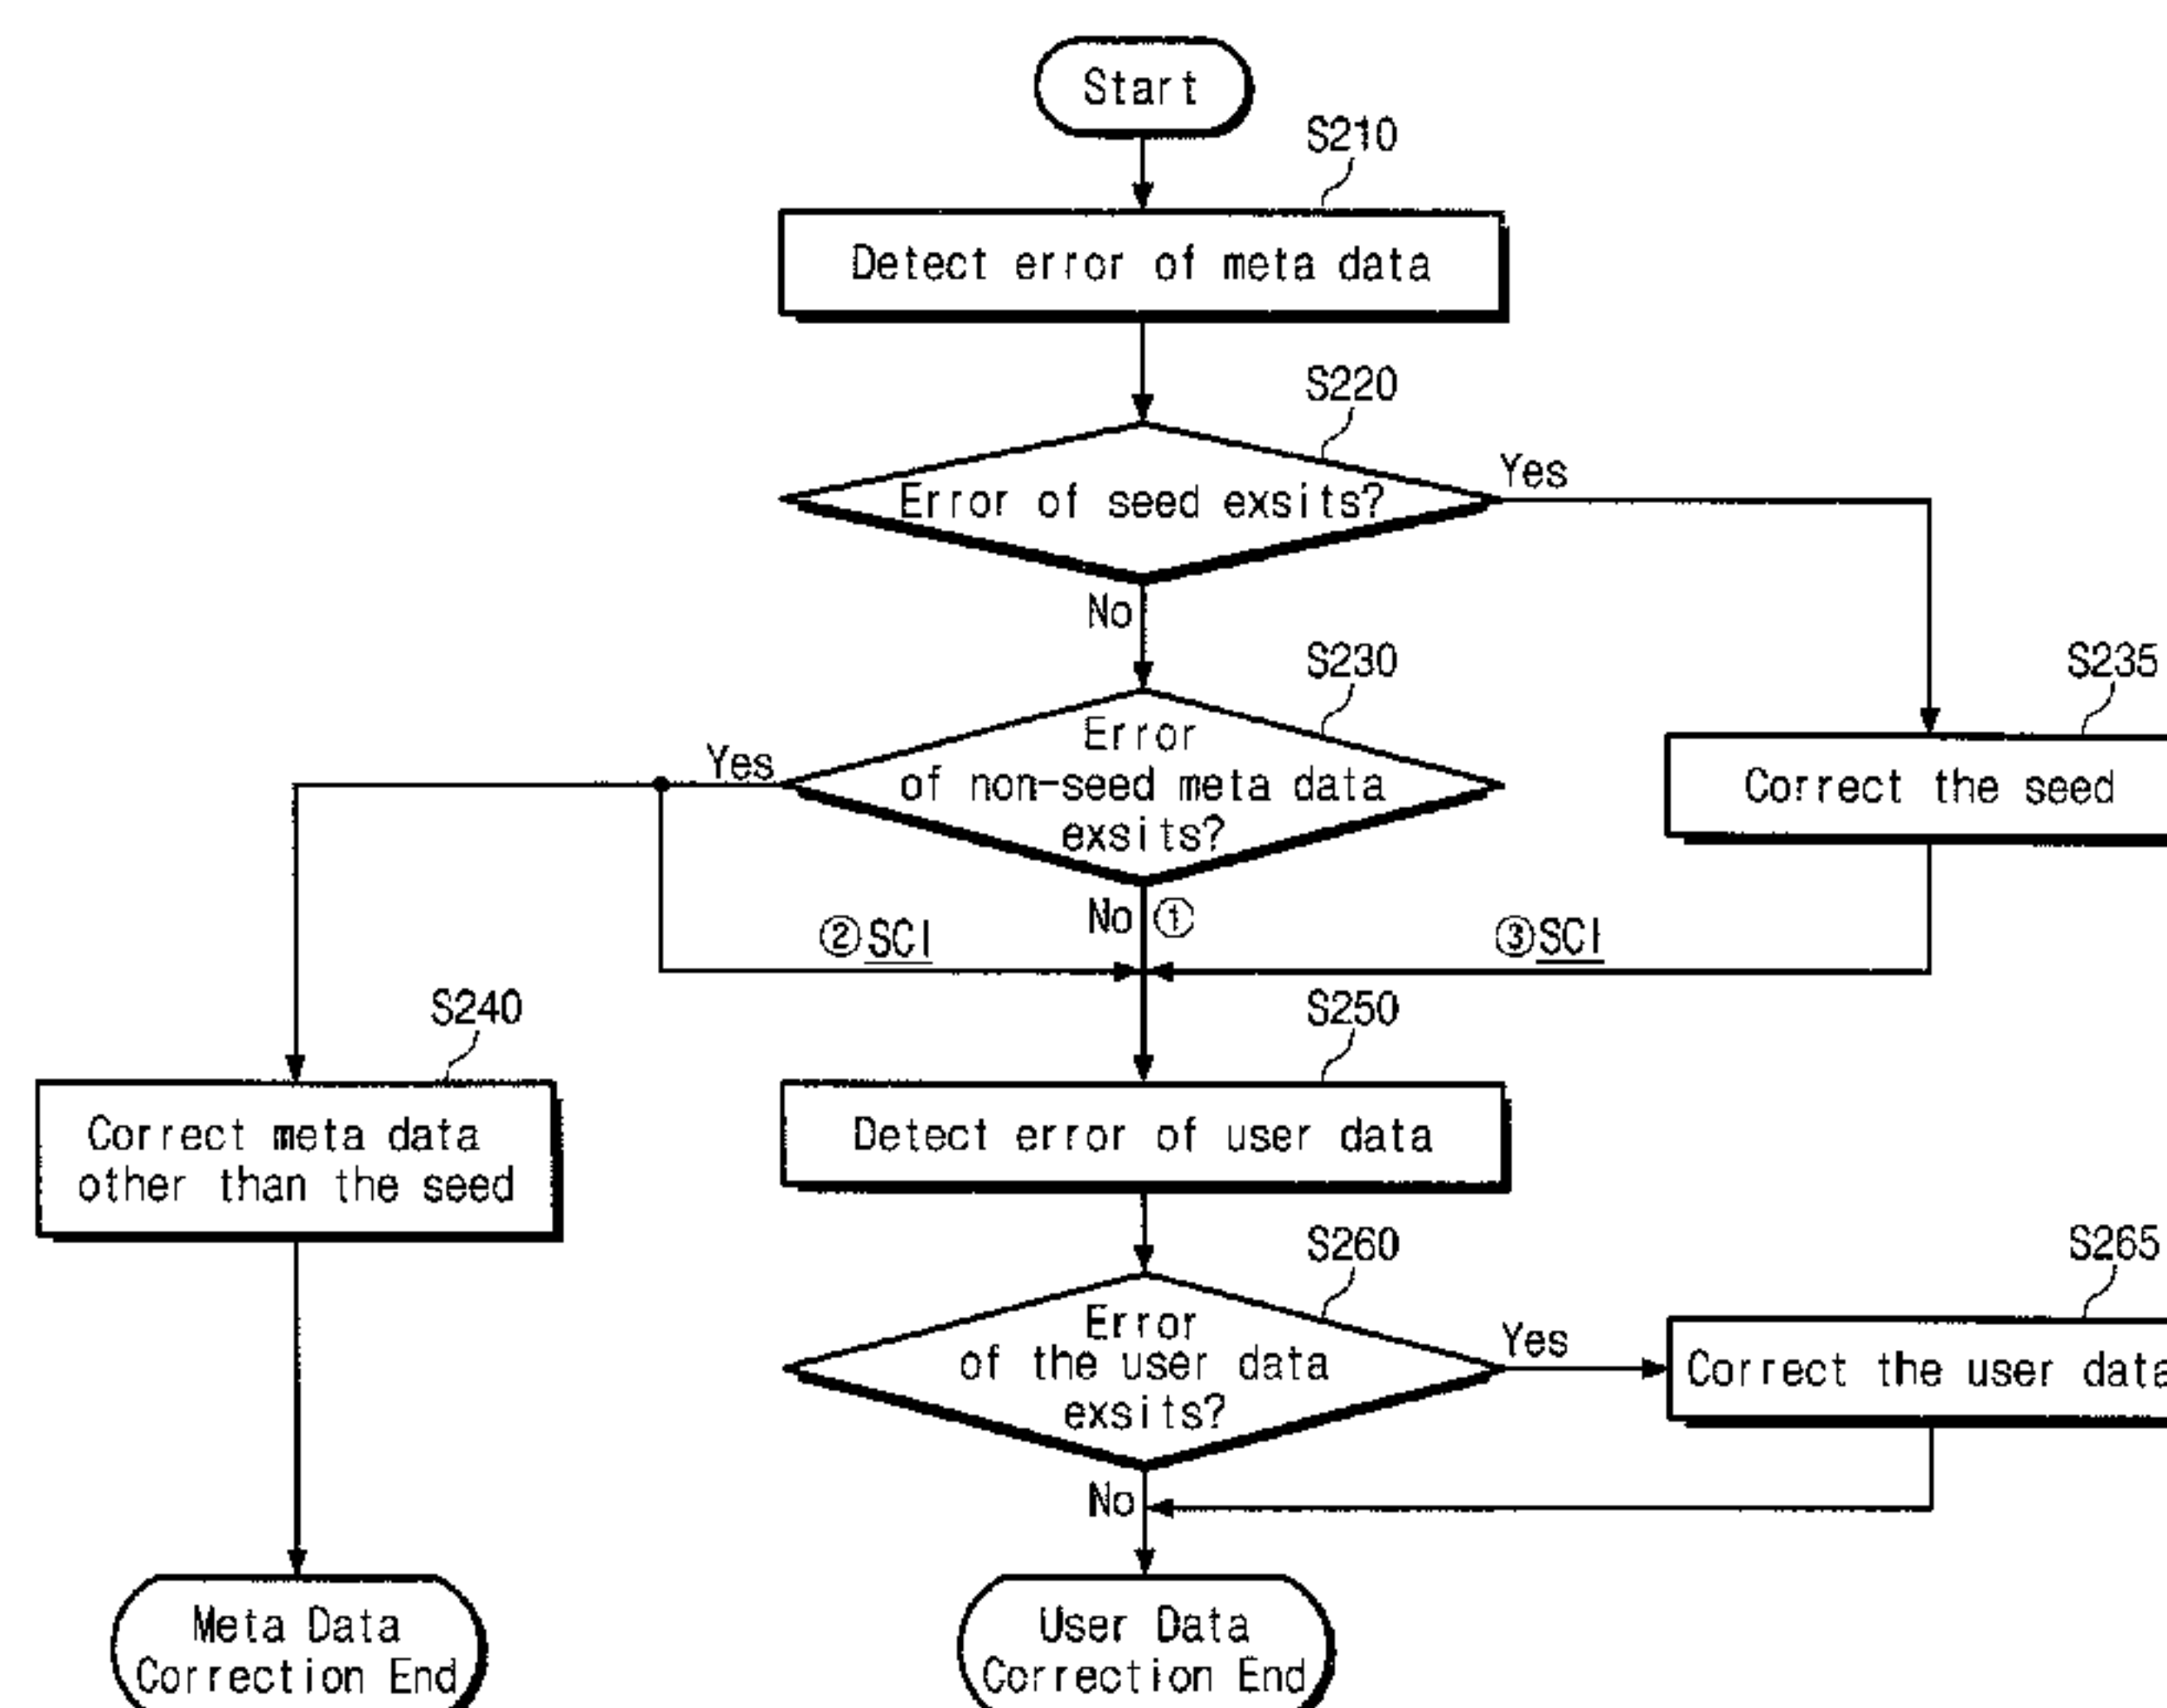 Start
S210
Detect error of meta data
S220
Error of seed exsits?
Yes
No
S230
S235
Error
of non-seed meta data
exsits?
Yes
Correct the seed
No ①
②SCI
③SCI
S240
S250
Correct meta data
other than the seed
Detect error of user data
S260
S265
Error
of the user data
exsits?
Yes
Correct the user data
No
Meta Data
Correction End
User Data
Correction End